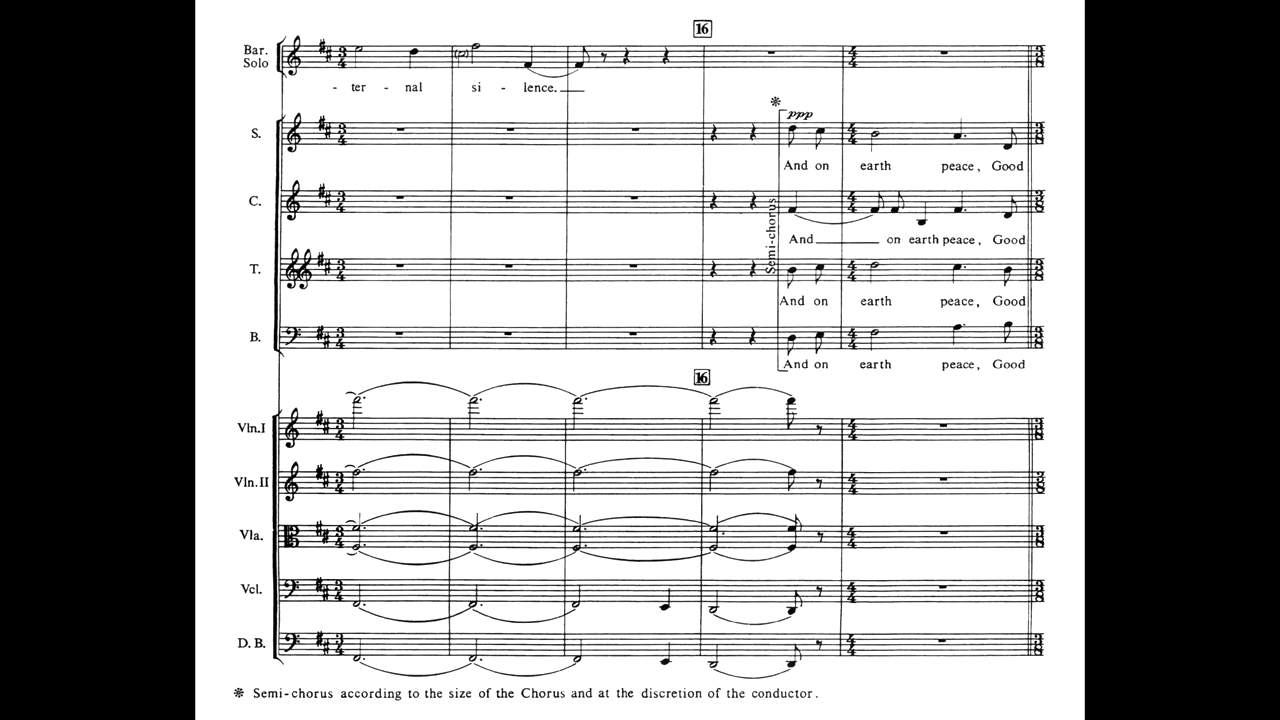 16
Bar.
Solo
- ter - nal si - lence.
ppp
S.
And on earth peace, Good
C.
And on earth peace, Good
Semi-chorus
T.
And on earth peace, Good
B.
And on earth peace, Good
16
Vln.I
Vln.II
Vla.
Vcl.
D. B.
❊ Semi-chorus according to the size of the Chorus and at the discretion of the conductor.